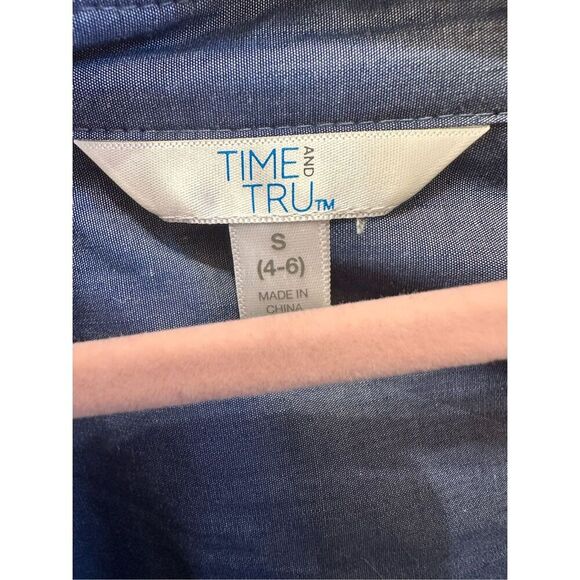 TIME AND
TRU™
S
(4-6)
MADE IN
CHINA